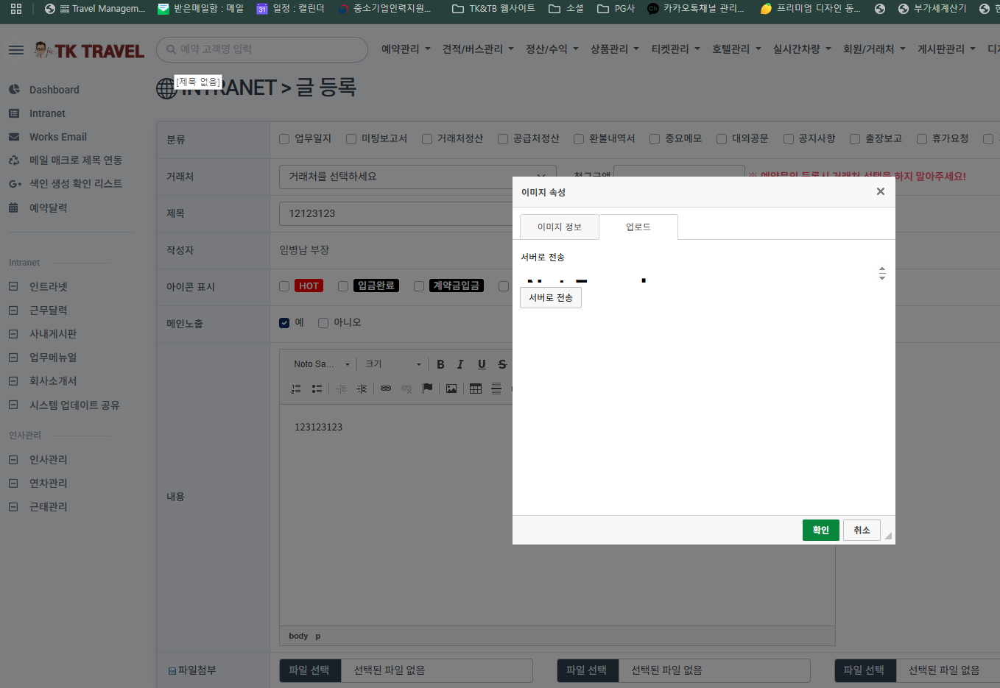 Travel Managem...
받은메일함 : 메일
31 일정 : 캘린더
중소기업인력지원...
TK&TB 웹사이트
소셜
PG사
Ch 카카오톡채널 관리...
프리미엄 디자인 동...
부가세계산기
TK TRAVEL
예약 고객명 입력
예약관리
견적/버스관리
정산/수익
상품관리
티켓관리
호텔관리
실시간차량
회원/거래처
게시판관리
[제목 없음]
INTRANET > 글 등록
Dashboard
Intranet
Works Email
메일 매크로 제목 연동
G+ 색인 생성 확인 리스트
예약달력
Intranet
인트라넷
근무달력
사내게시판
업무메뉴얼
회사소개서
시스템 업데이트 공유
인사관리
인사관리
연차관리
근태관리
분류
업무일지
미팅보고서
거래처정산
공급처정산
환불내역서
중요메모
대외공문
공지사항
출장보고
휴가요청
거래처
거래처를 선택하세요
청구금액
※ 예약문의 등록시 거래처 선택을 하지 말아주세요!
제목
12123123
작성자
임병남 부장
아이콘 표시
HOT
입금완료
계약금입금
메인노출
예
아니오
내용
Noto Sa...
크기
B I U S
123123123
body p
이미지 속성
이미지 정보
업로드
서버로 전송
서버로 전송
확인
취소
파일첨부
파일 선택 선택된 파일 없음
파일 선택 선택된 파일 없음
파일 선택 선택된 파일 없음